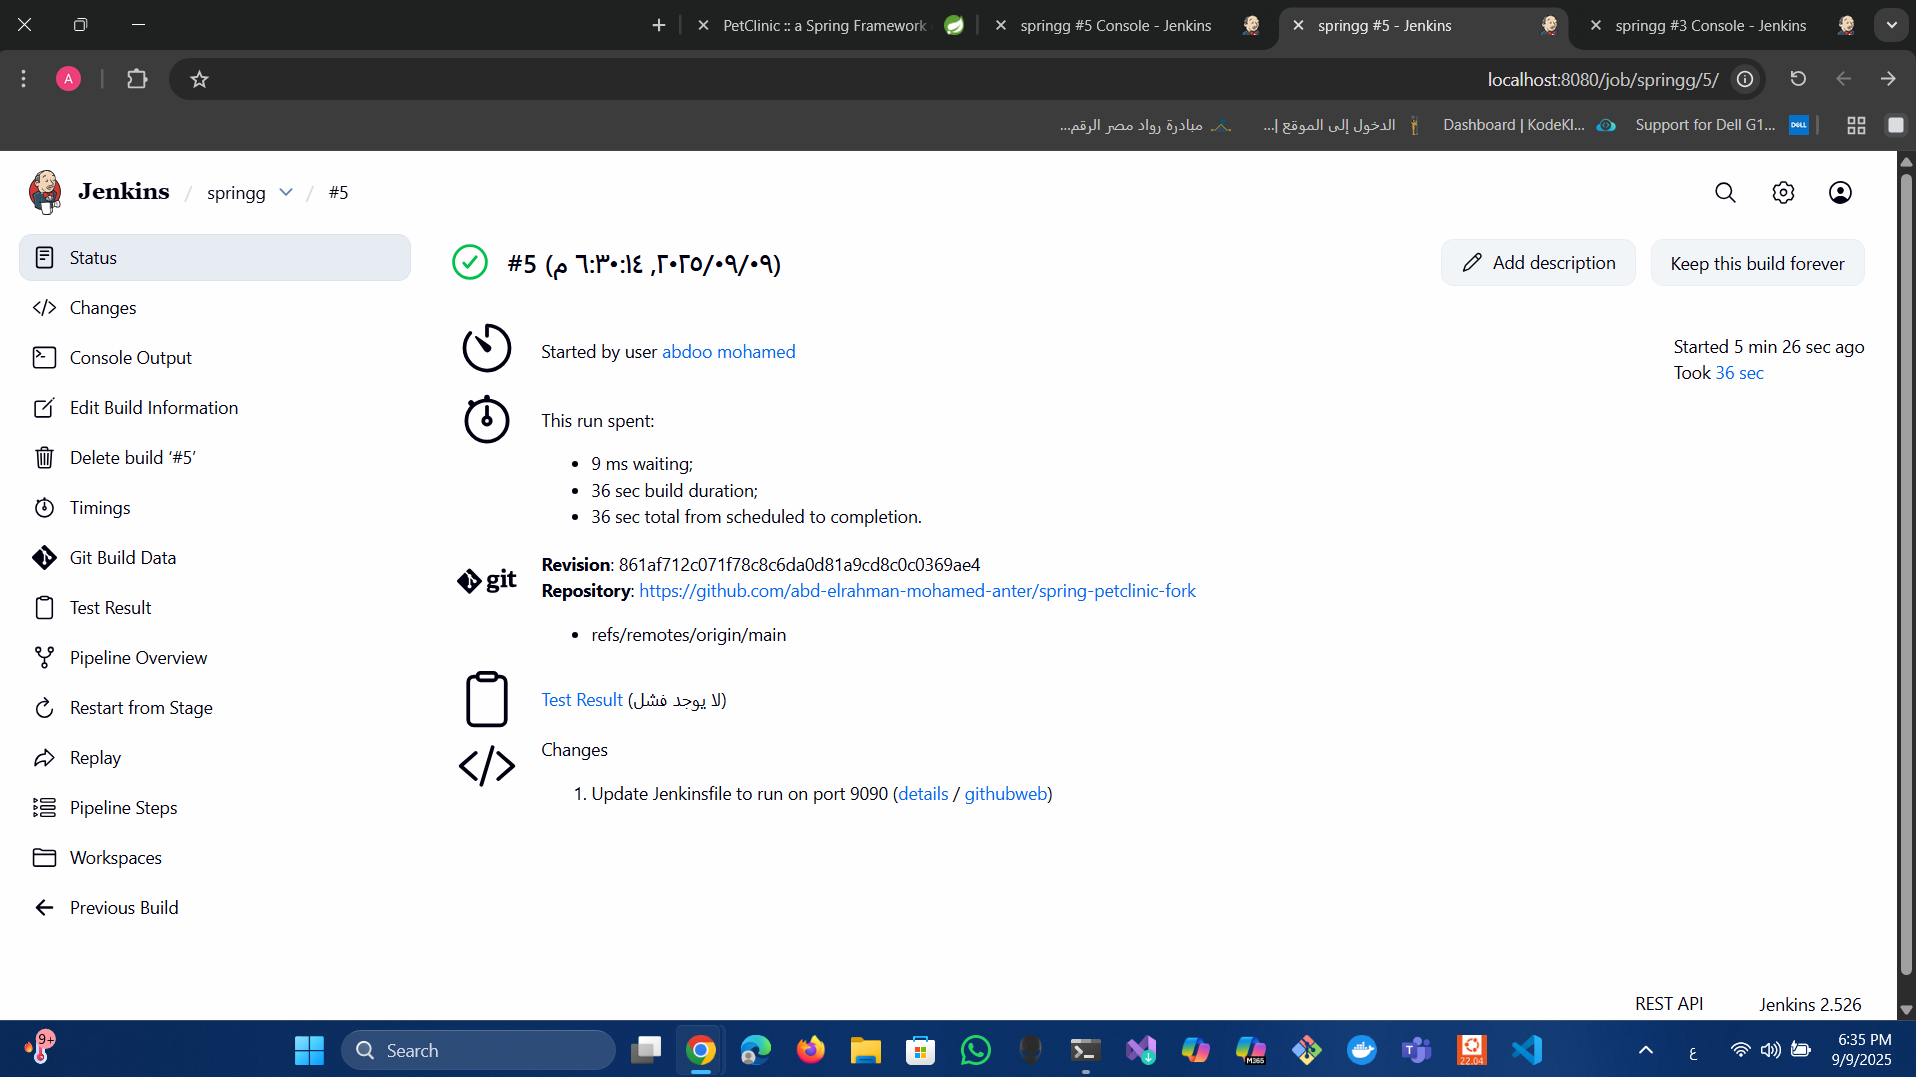 PetClinic :: a Spring Framework
springg #5 Console - Jenkins
springg #5 - Jenkins
springg #3 Console - Jenkins
A
localhost:8080/job/springg/5/
مبادرة رواد مصر الرقم...
الدخول إلى الموقع |...
Dashboard | KodeKl...
Support for Dell G1...
DELL
Jenkins / springg / #5
Status
Changes
Console Output
Edit Build Information
Delete build ‘#5’
Timings
Git Build Data
Test Result
Pipeline Overview
Restart from Stage
Replay
Pipeline Steps
Workspaces
Previous Build
#5 (٠٩‏/٠٩‏/٢٠٢٥, ٦:٣٠:١٤ م)
Add description
Keep this build forever
Started by user abdoo mohamed
Started 5 min 26 sec ago
Took 36 sec
This run spent:
• 9 ms waiting;
• 36 sec build duration;
• 36 sec total from scheduled to completion.
git
Revision: 861af712c071f78c8c6da0d81a9cd8c0c0369ae4
Repository: https://github.com/abd-elrahman-mohamed-anter/spring-petclinic-fork
• refs/remotes/origin/main
Test Result (لا يوجد فشل)
Changes
1. Update Jenkinsfile to run on port 9090 (details / githubweb)
REST API
Jenkins 2.526
9+
Search
M365
22.04
ع
6:35 PM
9/9/2025